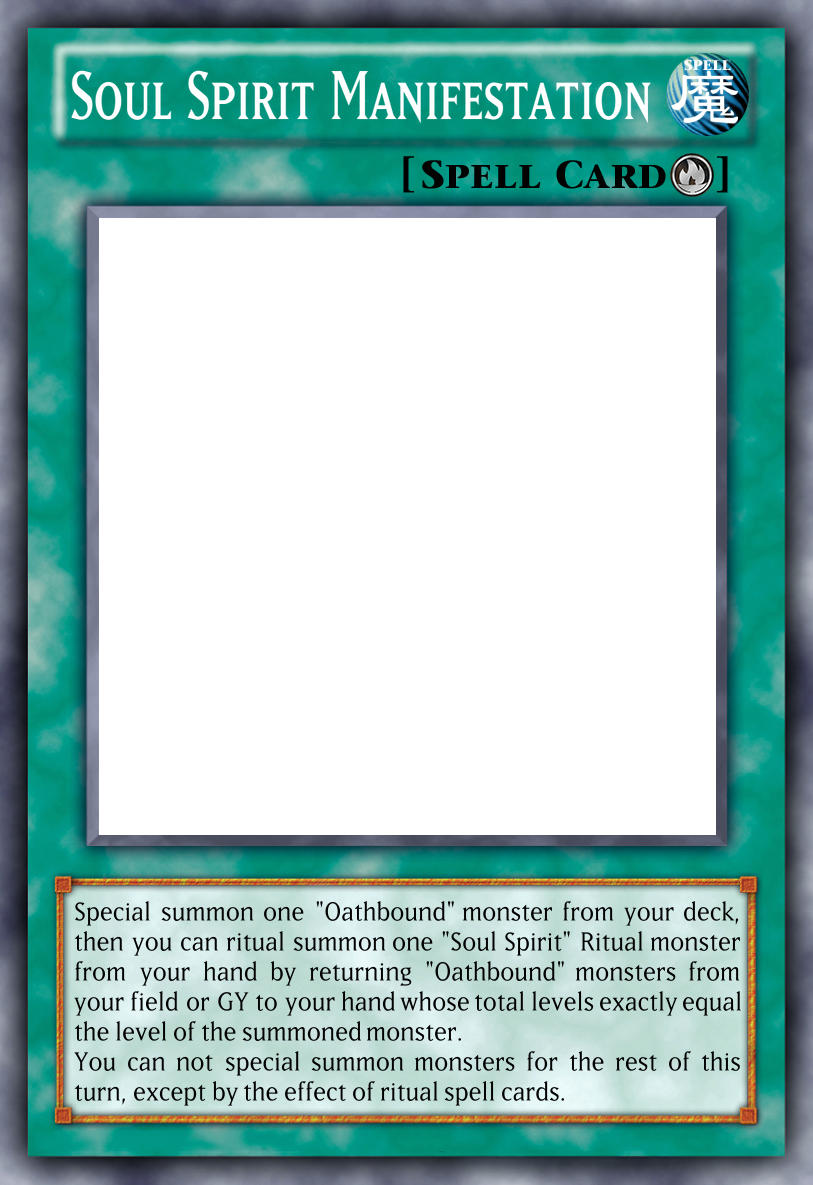 Soul Spirit Manifestation
SPELL
魔
[Spell Card]
Special summon one "Oathbound" monster from your deck,
then you can ritual summon one "Soul Spirit" Ritual monster
from your hand by returning "Oathbound" monsters from
your field or GY to your hand whose total levels exactly equal
the level of the summoned monster.
You can not special summon monsters for the rest of this
turn, except by the effect of ritual spell cards.